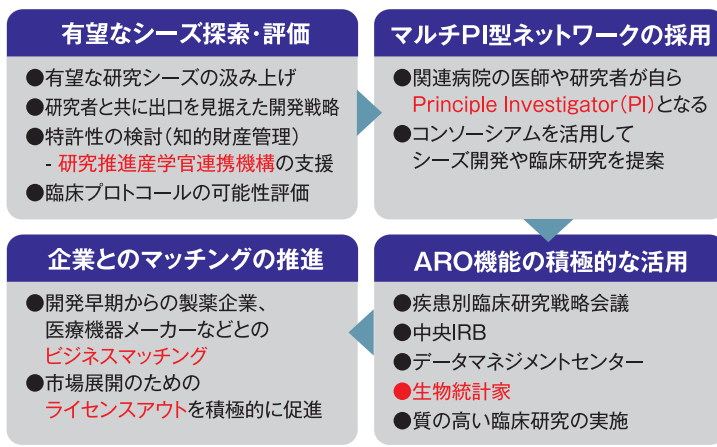 有望なシーズ探索・評価
●有望な研究シーズの汲み上げ
●研究者と共に出口を見据えた開発戦略
●特許性の検討(知的財産管理)
- 研究推進産学官連携機構の支援
●臨床プロトコールの可能性評価
マルチPI型ネットワークの採用
●関連病院の医師や研究者が自ら
Principle Investigator(PI)となる
●コンソーシアムを活用して
シーズ開発や臨床研究を提案
ARO機能の積極的な活用
●疾患別臨床研究戦略会議
●中央IRB
●データマネジメントセンター
●生物統計家
●質の高い臨床研究の実施
企業とのマッチングの推進
●開発早期からの製薬企業、
医療機器メーカーなどとの
ビジネスマッチング
●市場展開のための
ライセンスアウトを積極的に促進